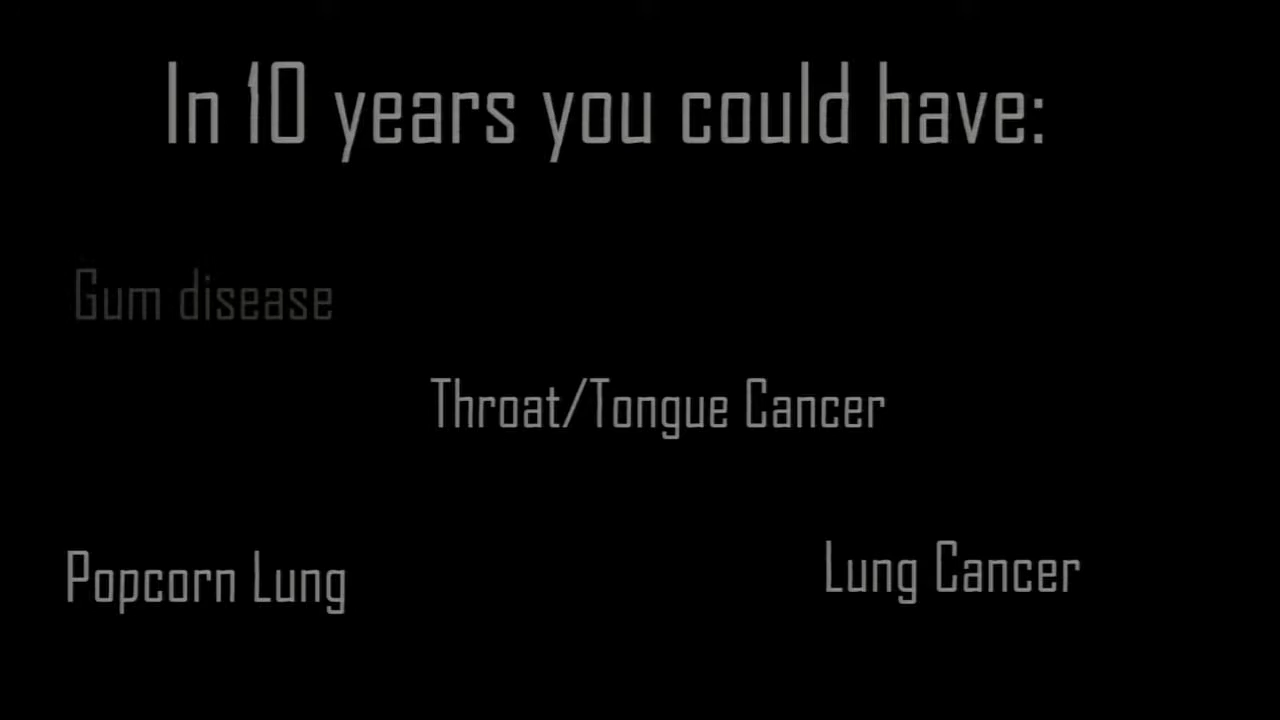 In 10 years you could have:
Gum disease
Throat/Tongue Cancer
Popcorn Lung
Lung Cancer